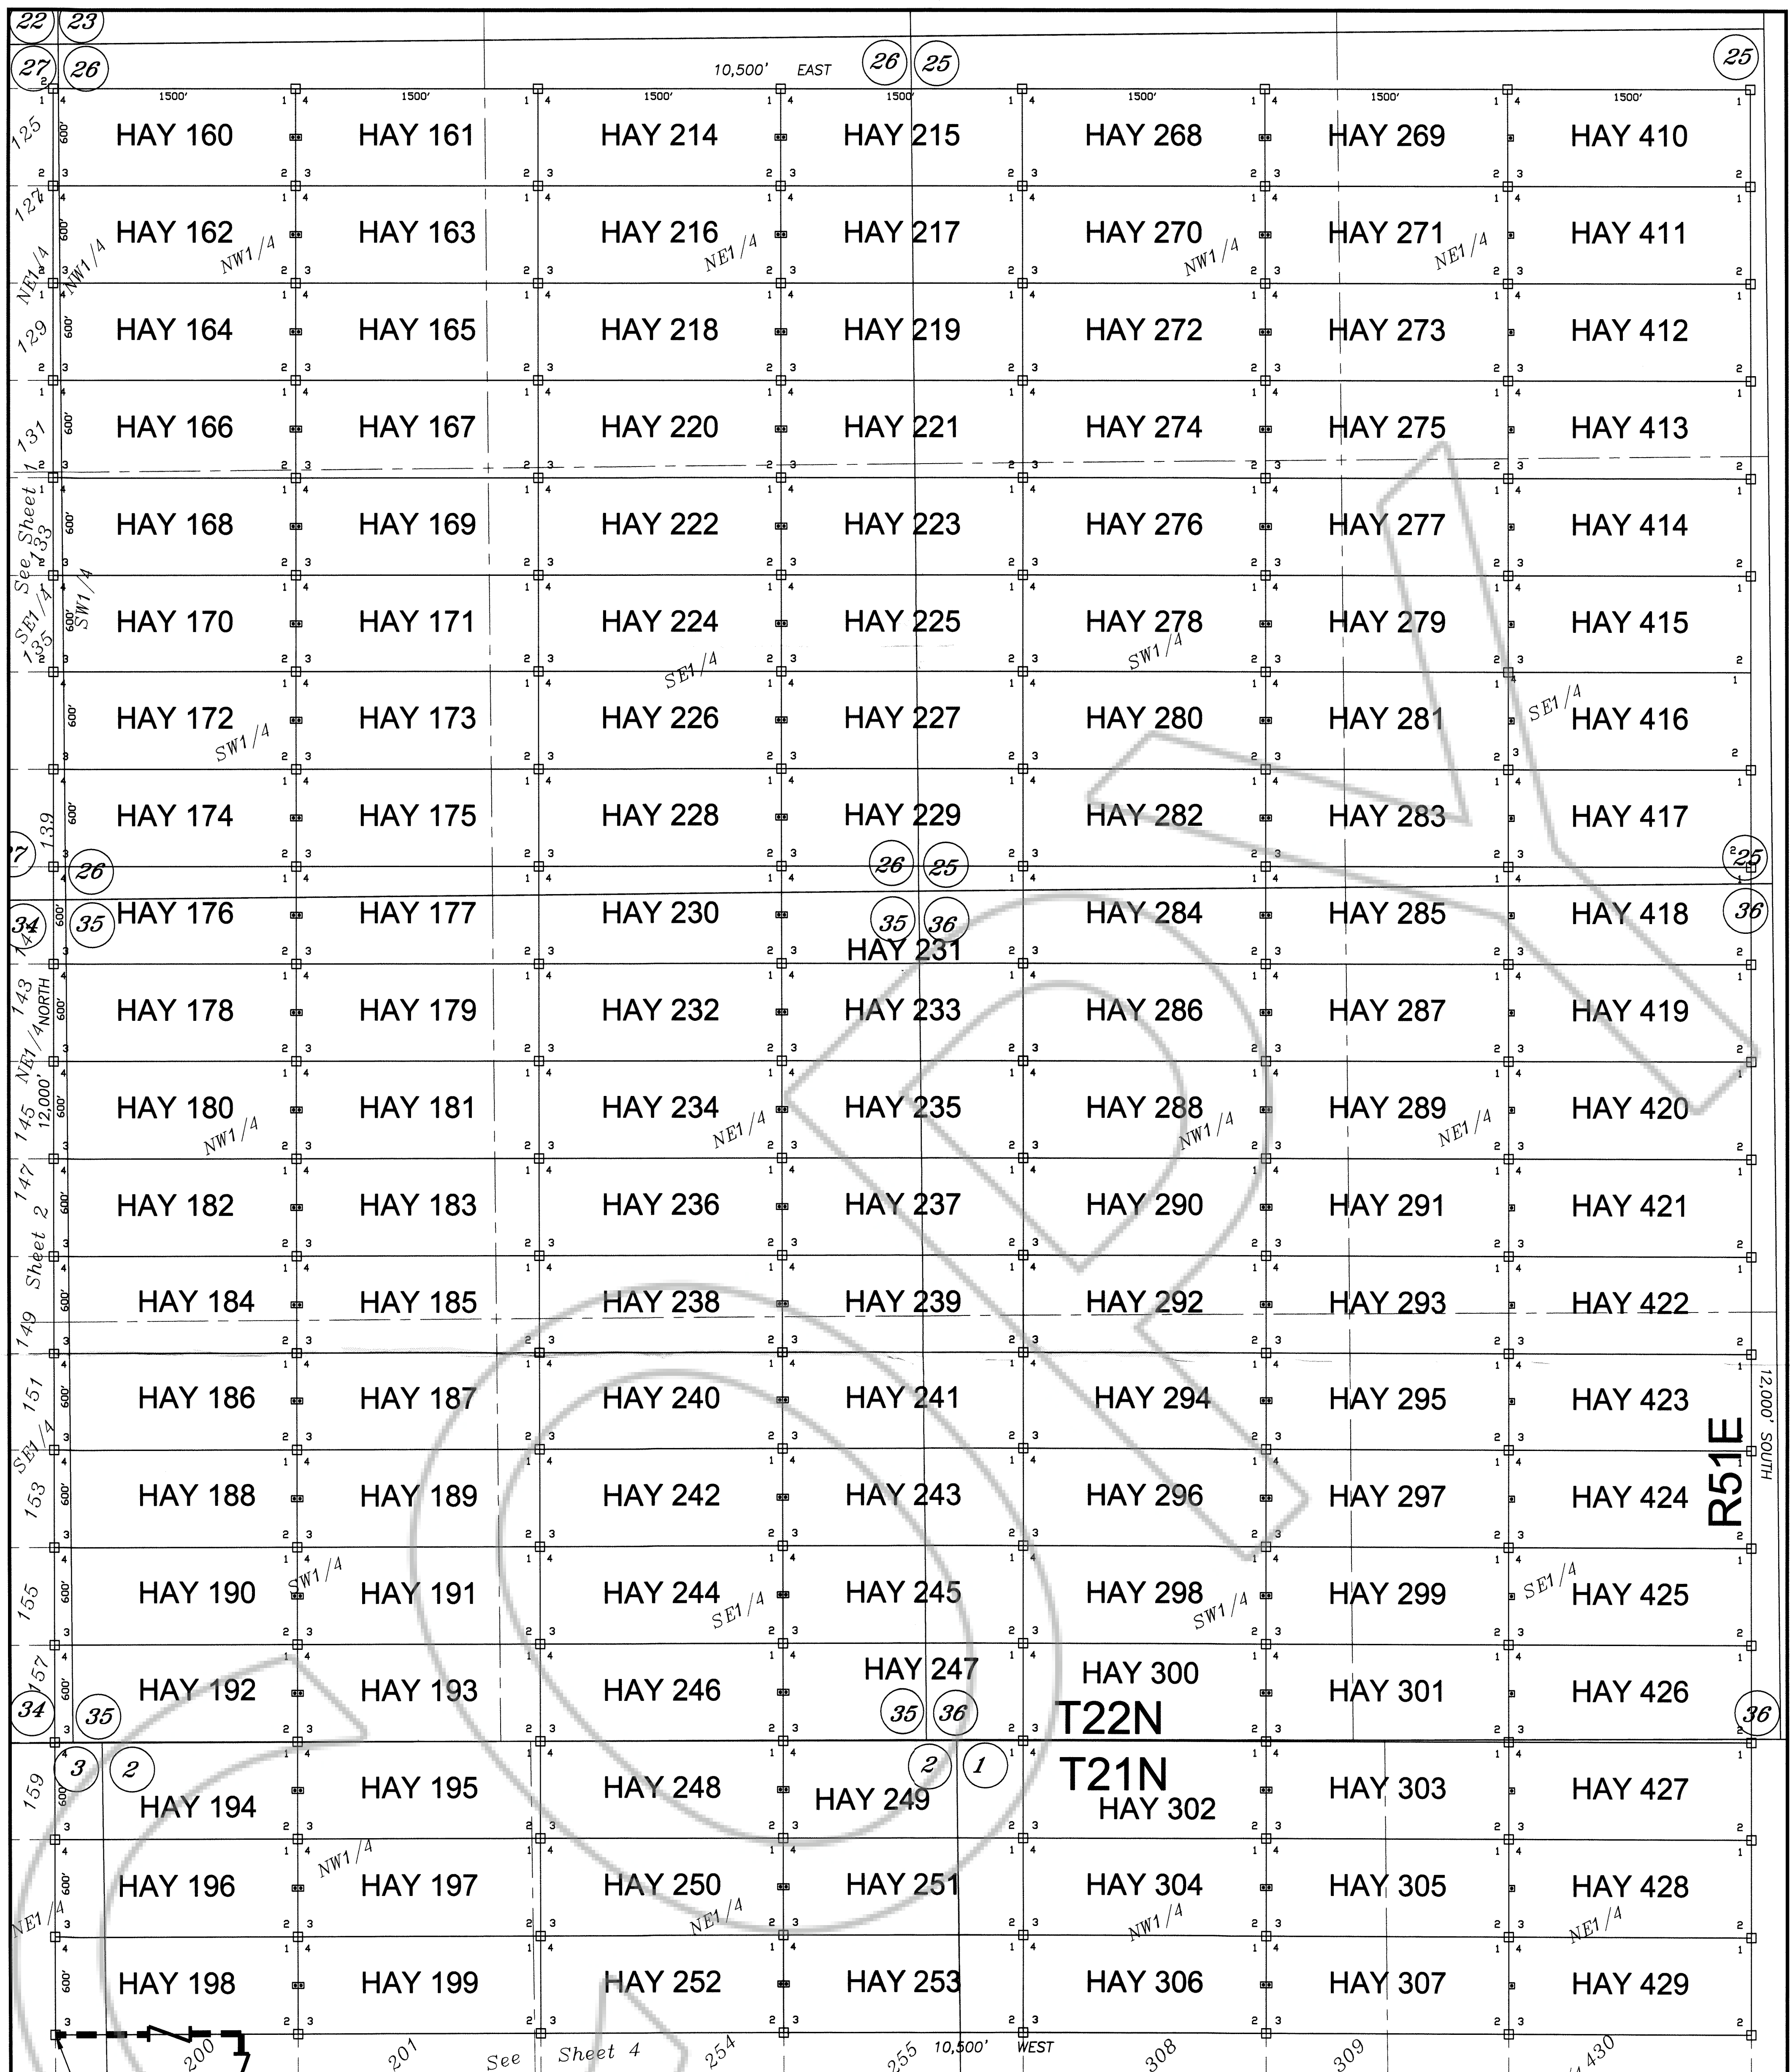 22 23
27 26 26 25 25
10,500' EAST
1500' 1500' 1500' 1500' 1500' 1500' 1500'
125 600' HAY 160 HAY 161 HAY 214 HAY 215 HAY 268 HAY 269 HAY 410
127 600' HAY 162 HAY 163 HAY 216 HAY 217 HAY 270 HAY 271 HAY 411
NE1/4 NW1/4 NW1/4 NE1/4 NW1/4 NE1/4
129 600' HAY 164 HAY 165 HAY 218 HAY 219 HAY 272 HAY 273 HAY 412
131 600' HAY 166 HAY 167 HAY 220 HAY 221 HAY 274 HAY 275 HAY 413
See Sheet 1
133 600' HAY 168 HAY 169 HAY 222 HAY 223 HAY 276 HAY 277 HAY 414
SE1/4 SW1/4
135 600' HAY 170 HAY 171 HAY 224 HAY 225 HAY 278 HAY 279 HAY 415
SE1/4 SW1/4 SE1/4
600' HAY 172 HAY 173 HAY 226 HAY 227 HAY 280 HAY 281 HAY 416
SW1/4
139 600' HAY 174 HAY 175 HAY 228 HAY 229 HAY 282 HAY 283 HAY 417
26 26 25 25
34 35 35 36 36
600' HAY 176 HAY 177 HAY 230 HAY 231 HAY 284 HAY 285 HAY 418
143 600' HAY 178 HAY 179 HAY 232 HAY 233 HAY 286 HAY 287 HAY 419
NE1/4 12,000' NORTH
145 600' HAY 180 HAY 181 HAY 234 HAY 235 HAY 288 HAY 289 HAY 420
NW1/4 NE1/4 NW1/4 NE1/4
147 600' HAY 182 HAY 183 HAY 236 HAY 237 HAY 290 HAY 291 HAY 421
Sheet 2
149 600' HAY 184 HAY 185 HAY 238 HAY 239 HAY 292 HAY 293 HAY 422
151 600' HAY 186 HAY 187 HAY 240 HAY 241 HAY 294 HAY 295 HAY 423
12,000' SOUTH
R51E
SE1/4
153 600' HAY 188 HAY 189 HAY 242 HAY 243 HAY 296 HAY 297 HAY 424
155 600' HAY 190 HAY 191 HAY 244 HAY 245 HAY 298 HAY 299 HAY 425
SW1/4 SE1/4 SW1/4 SE1/4
157 600' HAY 192 HAY 193 HAY 246 HAY 247 HAY 300 HAY 301 HAY 426
34 35 35 36 36
T22N
3 2 2 1
T21N
159 600' HAY 194 HAY 195 HAY 248 HAY 249 HAY 302 HAY 303 HAY 427
600' HAY 196 HAY 197 HAY 250 HAY 251 HAY 304 HAY 305 HAY 428
NE1/4 NW1/4 NE1/4 NW1/4 NE1/4
600' HAY 198 HAY 199 HAY 252 HAY 253 HAY 306 HAY 307 HAY 429
10,500' WEST
200 201 See Sheet 4 254 255 308 309 430
COPY